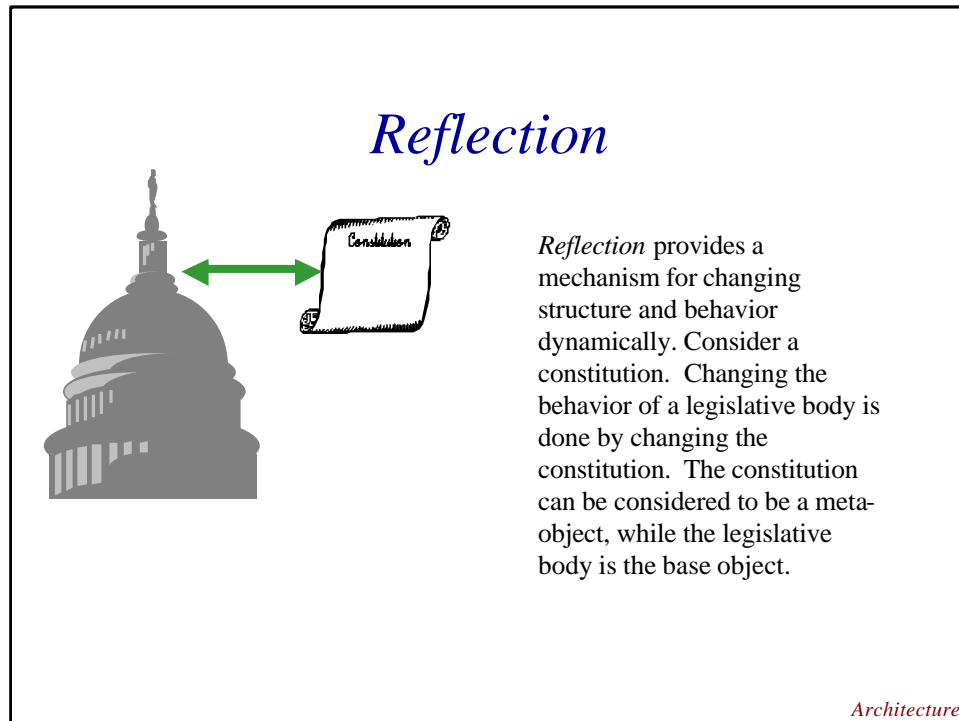 Reflection
Constitution
Reflection provides a
mechanism for changing
structure and behavior
dynamically. Consider a
constitution.  Changing the
behavior of a legislative body is
done by changing the
constitution.  The constitution
can be considered to be a meta-
object, while the legislative
body is the base object.
Architecture